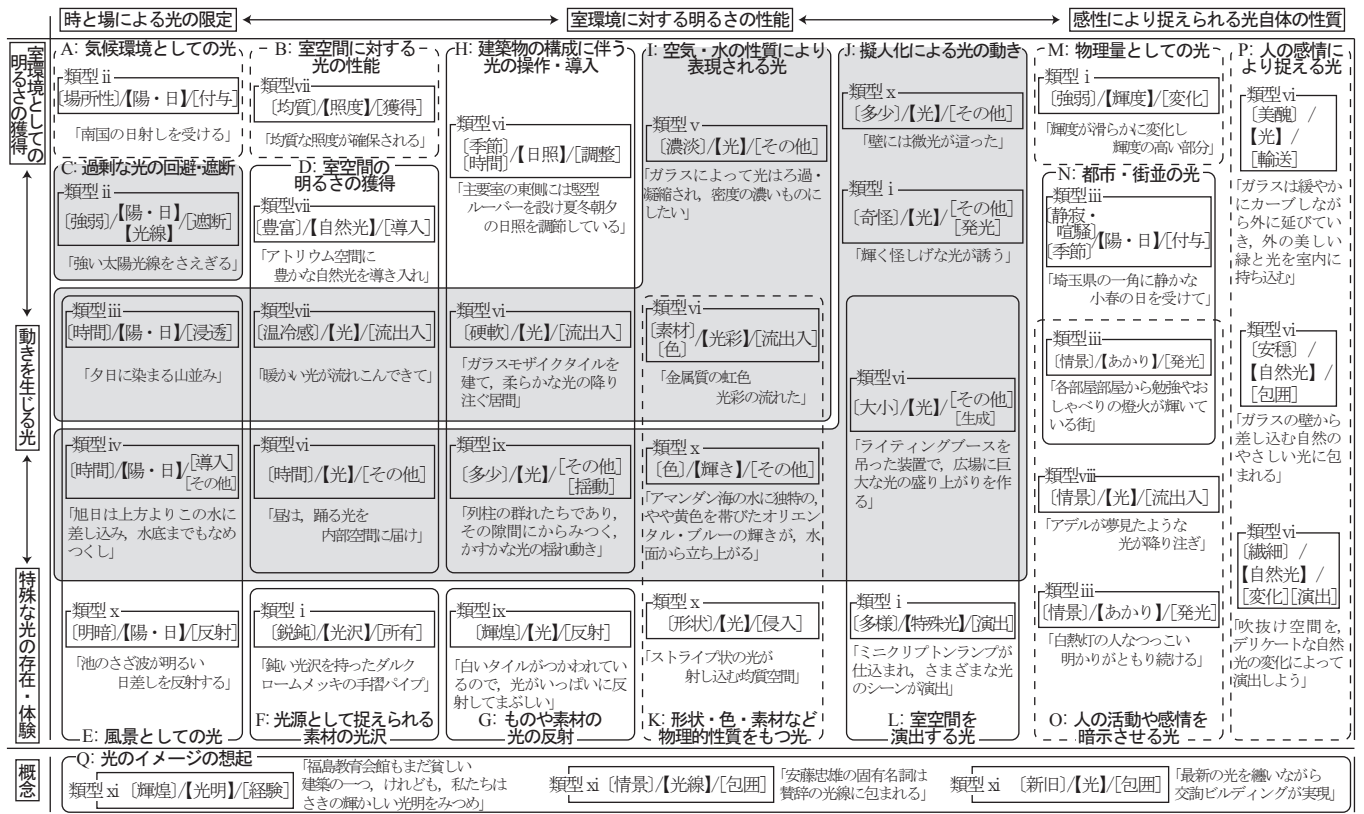 時と場による光の限定
室環境に対する明るさの性能
感性により捉えられる光自体の性質
室環境としての
明るさの獲得
動きを生じる光
特殊な光の存在・体験
概念
A: 気候環境としての光
類型ⅱ
〔場所性〕/【陽・日】/[付与]
「南国の日射しを受ける」
C: 過剰な光の回避・遮断
類型ⅱ
〔強弱〕/【陽・日】/[遮断]
【光線】
「強い太陽光線をさえぎる」
類型ⅲ
〔時間〕/【陽・日】/[浸透]
「夕日に染まる山並み」
類型ⅳ
〔時間〕/【陽・日】/[導入]
[その他]
「旭日は上方よりこの水に
差し込み,水底までもなめ
つくし」
類型ⅹ
〔明暗〕/【陽・日】/[反射]
「池のさざ波が明るい
日差しを反射する」
E: 風景としての光
B: 室空間に対する
光の性能
類型ⅶ
〔均質〕/【照度】/[獲得]
「均質な照度が確保される」
D: 室空間の
明るさの獲得
類型ⅶ
〔豊富〕/【自然光】/[導入]
「アトリウム空間に
豊かな自然光を導き入れ」
類型ⅶ
〔温冷感〕/【光】/[流出入]
「暖かい光が流れこんできて」
類型ⅵ
〔時間〕/【光】/[その他]
「昼は,踊る光を
内部空間に届け」
類型ⅰ
〔鋭鈍〕/【光沢】/[所有]
「鈍い光沢を持ったダルク
ロームメッキの手摺パイプ」
F: 光源として捉えられる
素材の光沢
H: 建築物の構成に伴う
光の操作・導入
類型ⅵ
〔季節〕
〔時間〕/【日照】/[調整]
「主要室の東側には竪型
ルーバーを設け夏冬朝夕
の日照を調節している」
類型ⅵ
〔硬軟〕/【光】/[流出入]
「ガラスモザイクタイルを
建て,柔らかな光の降り
注ぐ居間」
類型ⅸ
〔多少〕/【光】/[その他]
[揺動]
「列柱の群れたちであり,
その隙間にからみつく,
かすかな光の揺れ動き」
類型ⅸ
〔輝煌〕/【光】/[反射]
「白いタイルがつかわれてい
るので,光がいっぱいに反
射してまぶしい」
G: ものや素材の
光の反射
I: 空気・水の性質により
表現される光
類型ⅴ
〔濃淡〕/【光】/[その他]
「ガラスによって光はろ過・
凝縮され,密度の濃いものに
したい」
類型ⅵ
〔素材〕
〔色〕/【光彩】/[流出入]
「金属質の虹色
光彩の流れた」
類型ⅹ
〔色〕/【輝き】/[その他]
「アマンダン海の水に独特の,
やや黄色を帯びたオリエン
タル・ブルーの輝きが,水
面から立ち上がる」
類型ⅹ
〔形状〕/【光】/[侵入]
「ストライプ状の光が
射し込む均質空間」
K: 形状・色・素材など
物理的性質をもつ光
J: 擬人化による光の動き
類型ⅹ
〔多少〕/【光】/[その他]
「壁には微光が這った」
類型ⅰ
〔奇怪〕/【光】/[その他]
[発光]
「輝く怪しげな光が誘う」
類型ⅵ
〔大小〕/【光】/[その他]
[生成]
「ライティングブースを
吊った装置で,広場に巨
大な光の盛り上がりを作
る」
類型ⅰ
〔多様〕/【特殊光】/[演出]
「ミニクリプトンランプが
仕込まれ,さまざまな光
のシーンが演出」
L: 室空間を
演出する光
M: 物理量としての光
類型ⅰ
〔強弱〕/【輝度】/[変化]
「輝度が滑らかに変化し
輝度の高い部分」
N: 都市・街並の光
類型ⅲ
〔静寂・
喧騒〕
〔季節〕/【陽・日】/[付与]
「埼玉県の一角に静かな
小春の日を受けて」
類型ⅲ
〔情景〕/【あかり】/[発光]
「各部屋部屋から勉強やお
しゃべりの燈火が輝いて
いる街」
類型ⅷ
〔情景〕/【光】/[流出入]
「アデルが夢見たような
光が降り注ぎ」
類型ⅲ
〔情景〕/【あかり】/[発光]
「白熱灯の人なつっこい
明かりがともり続ける」
O: 人の活動や感情を
暗示させる光
P: 人の感情に
より捉える光
類型ⅵ
〔美醜〕/
【光】/
[輸送]
「ガラスは緩やか
にカーブしなが
ら外に延びてい
き,外の美しい
緑と光を室内に
持ち込む」
類型ⅵ
〔安穏〕/
【自然光】/
[包囲]
「ガラスの壁から
差し込む自然の
やさしい光に包
まれる」
類型ⅵ
〔繊細〕/
【自然光】/
[変化][演出]
「吹抜け空間を,
デリケートな自然
光の変化によって
演出しよう」
Q: 光のイメージの想起
類型ⅺ 〔輝煌〕/【光明】/[経験]
「福島教育会館もまだ貧しい
建築の一つ,けれども,私たちは
さきの輝かしい光明をみつめ」
類型ⅺ 〔情景〕/【光線】/[包囲]
「安藤忠雄の固有名詞は
賛辞の光線に包まれる」
類型ⅺ 〔新旧〕/【光】/[包囲]
「最新の光を纏いながら
交詢ビルディングが実現」